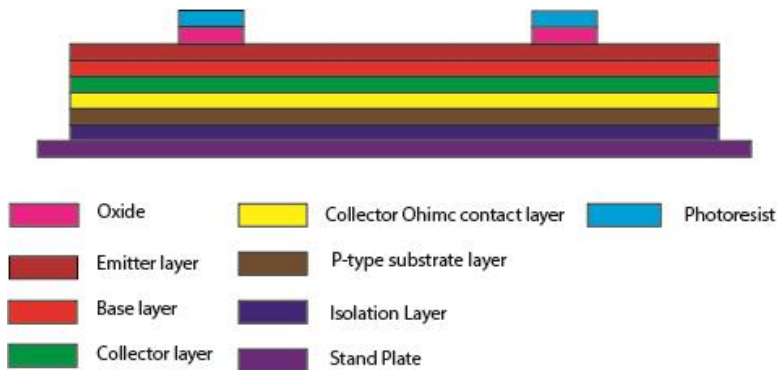 Oxide
Collector Ohimc contact layer
Photoresist
Emitter layer
P-type substrate layer
Base layer
Isolation Layer
Collector layer
Stand Plate